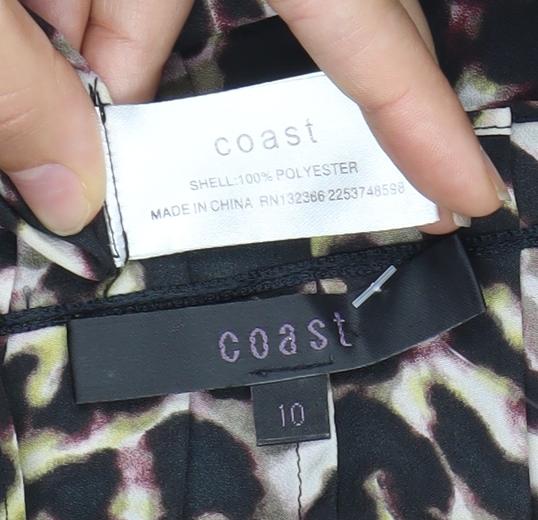 coast
SHELL:100% POLYESTER
MADE IN CHINA RN132366 2253748598
coast
10